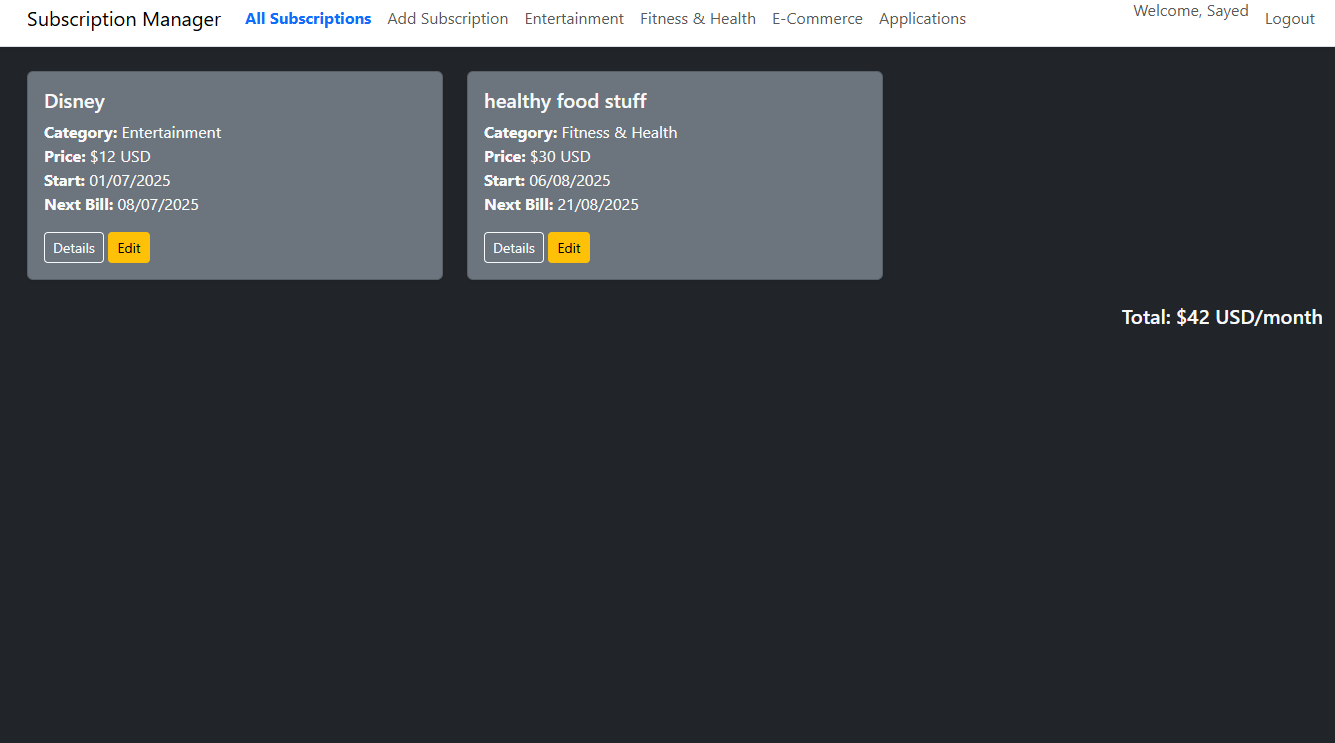 Subscription Manager All Subscriptions Add Subscription Entertainment Fitness & Health E-Commerce Applications Welcome, Sayed Logout
Disney
Category: Entertainment
Price: $12 USD
Start: 01/07/2025
Next Bill: 08/07/2025
Details Edit
healthy food stuff
Category: Fitness & Health
Price: $30 USD
Start: 06/08/2025
Next Bill: 21/08/2025
Details Edit
Total: $42 USD/month